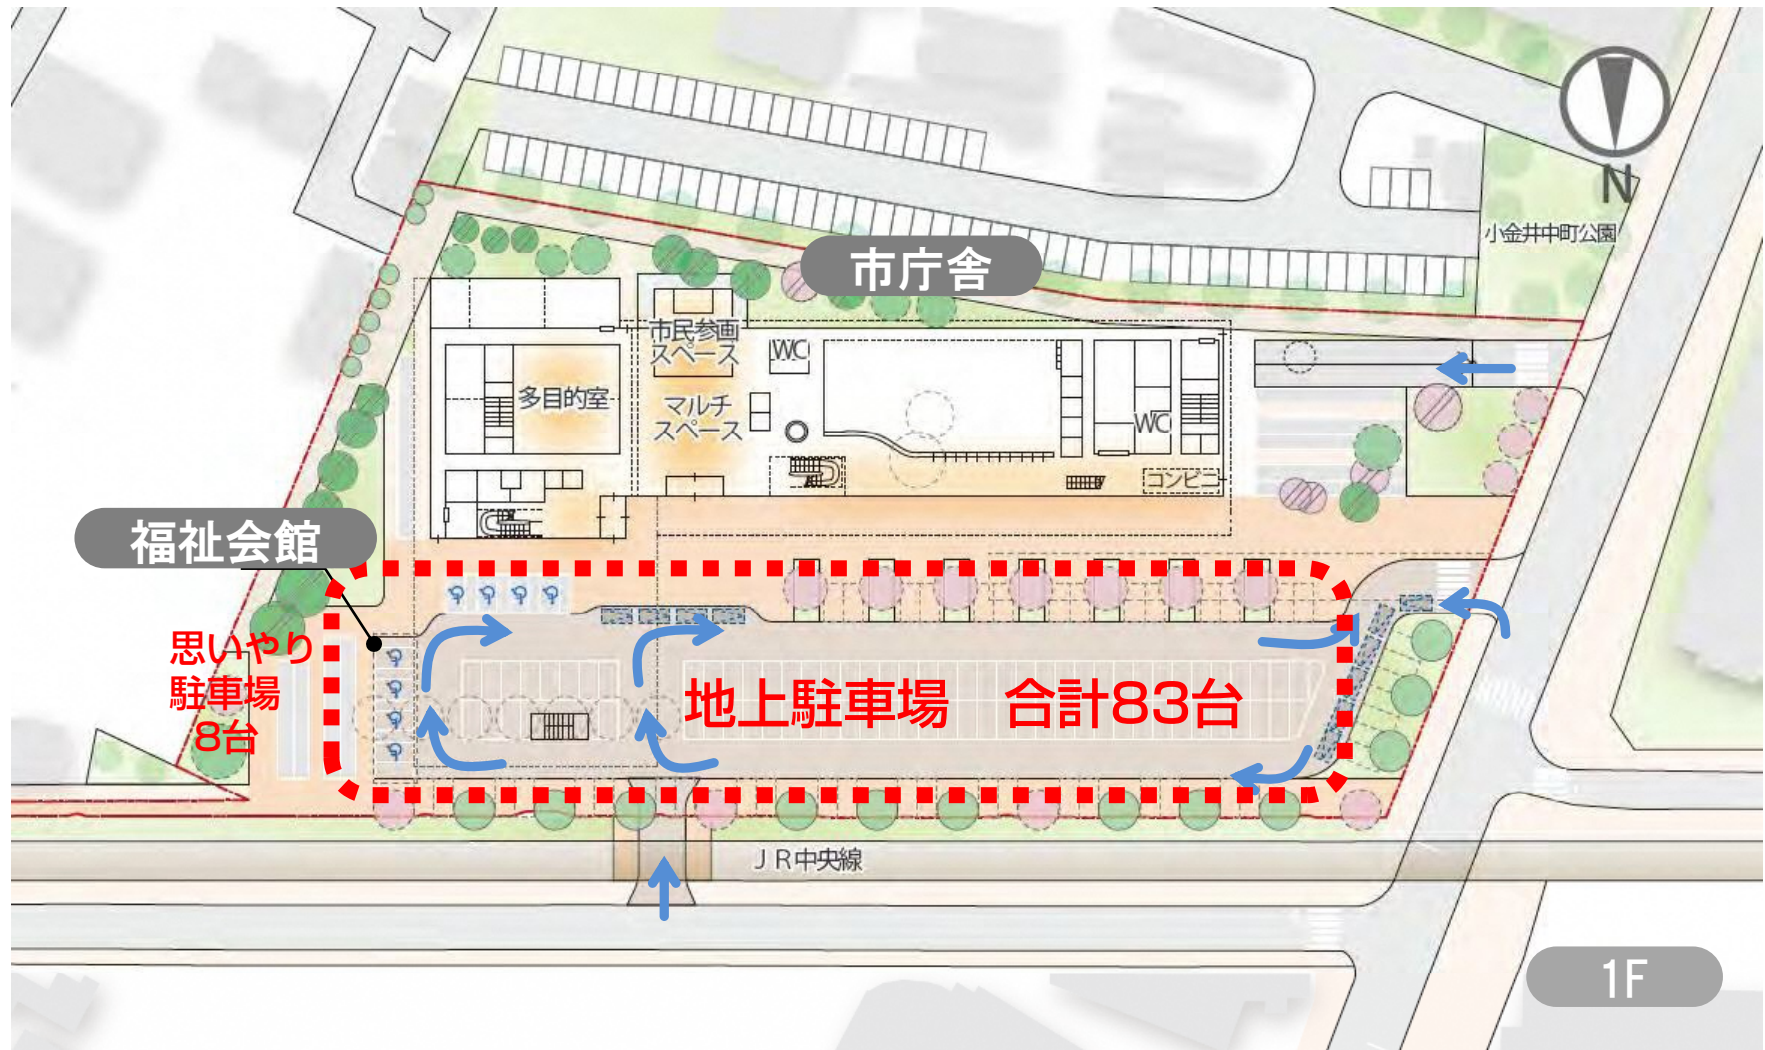 N
小金井中町公園
市庁舎
市民参画
スペース
WC
多目的室
マルチ
スペース
WC
コンビニ
福祉会館
思いやり
駐車場
8台
地上駐車場　合計83台
JR中央線
1F